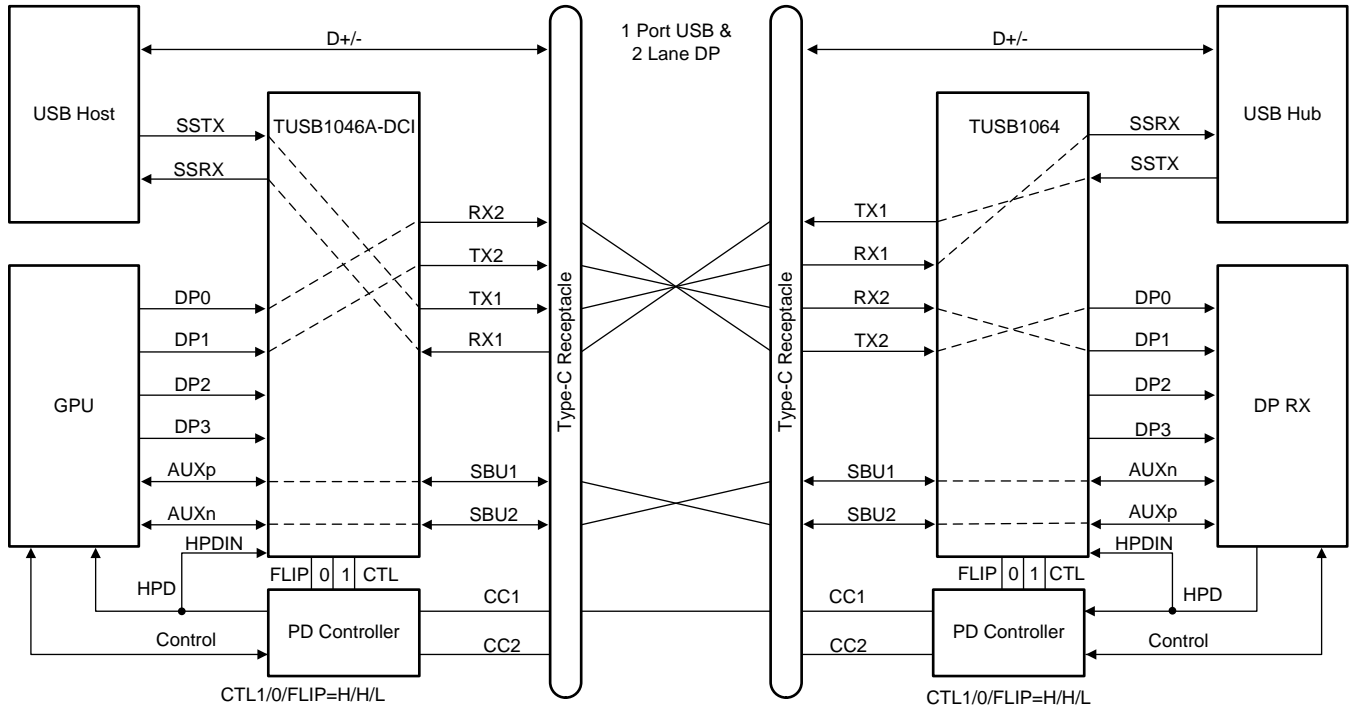 1 Port USB &
2 Lane DP
USB Host
D+/-
TUSB1046A-DCI
SSTX
SSRX
RX2
TX2
TX1
RX1
GPU
DP0
DP1
DP2
DP3
AUXp
AUXn
SBU1
SBU2
HPDIN
HPD
Control
FLIP 0 1 CTL
PD Controller
CC1
CC2
CTL1/0/FLIP=H/H/L
Type-C Receptacle
Type-C Receptacle
D+/-
USB Hub
TUSB1064
SSRX
SSTX
TX1
RX1
RX2
TX2
DP0
DP1
DP2
DP3
DP RX
SBU1
SBU2
AUXn
AUXp
HPDIN
HPD
Control
FLIP 0 1 CTL
PD Controller
CC1
CC2
CTL1/0/FLIP=H/H/L